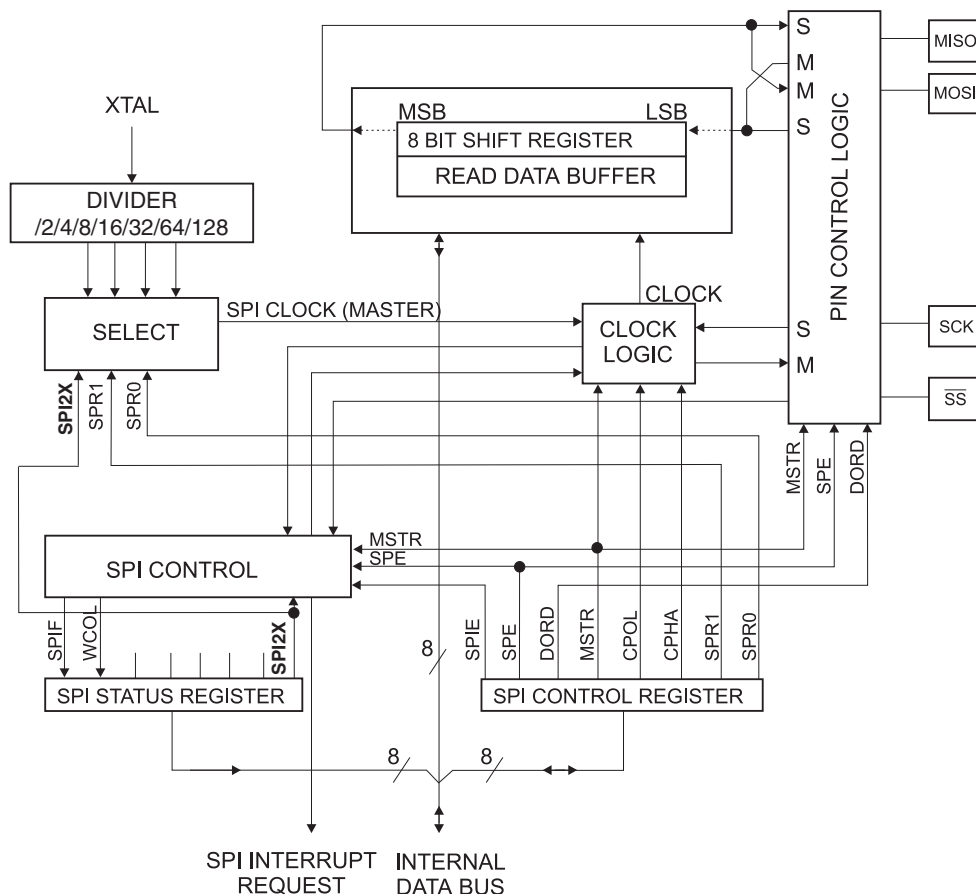 S
MISO
M
M
MOSI
S
XTAL
MSB
LSB
8 BIT SHIFT REGISTER
READ DATA BUFFER
PIN CONTROL LOGIC
DIVIDER
/2/4/8/16/32/64/128
SPI CLOCK (MASTER)
CLOCK
SELECT
CLOCK
LOGIC
S
M
SCK
SS
SPI2X
SPR1
SPR0
MSTR
SPE
DORD
MSTR
SPE
SPI CONTROL
SPIF
WCOL
SPI2X
8
SPIE
SPE
DORD
MSTR
CPOL
CPHA
SPR1
SPR0
SPI STATUS REGISTER
SPI CONTROL REGISTER
8
8
SPI INTERRUPT
REQUEST
INTERNAL
DATA BUS